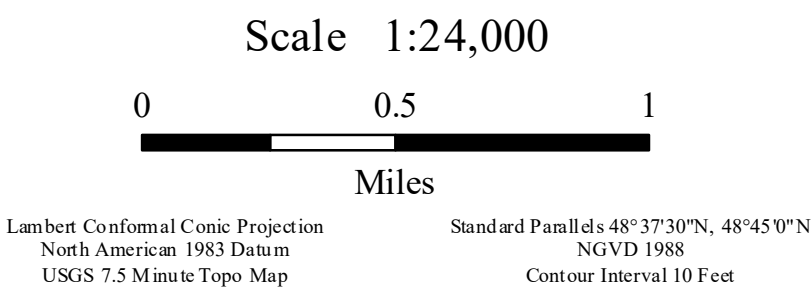 Scale 1:24,000
0 0.5 1
Miles
Lambert Conformal Conic Projection
North American 1983 Datum
USGS 7.5 Minute Topo Map
Standard Parallels 48°37'30"N, 48°45'0"N
NGVD 1988
Contour Interval 10 Feet